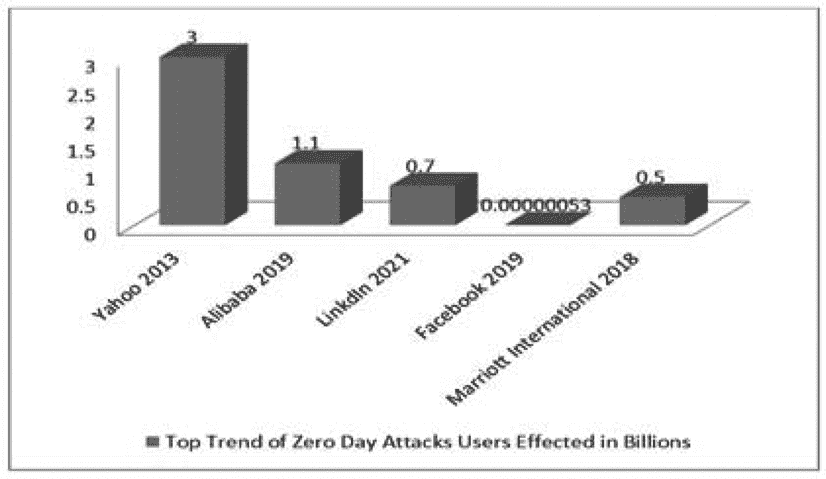 3
1.1
0.7
0.00000053
0.5
3
2.5
2
1.5
1
0.5
0
Yahoo 2013
Alibaba 2019
LinkdIn 2021
Facebook 2019
Marriott International 2018
Top Trend of Zero Day Attacks Users Effected in Billions